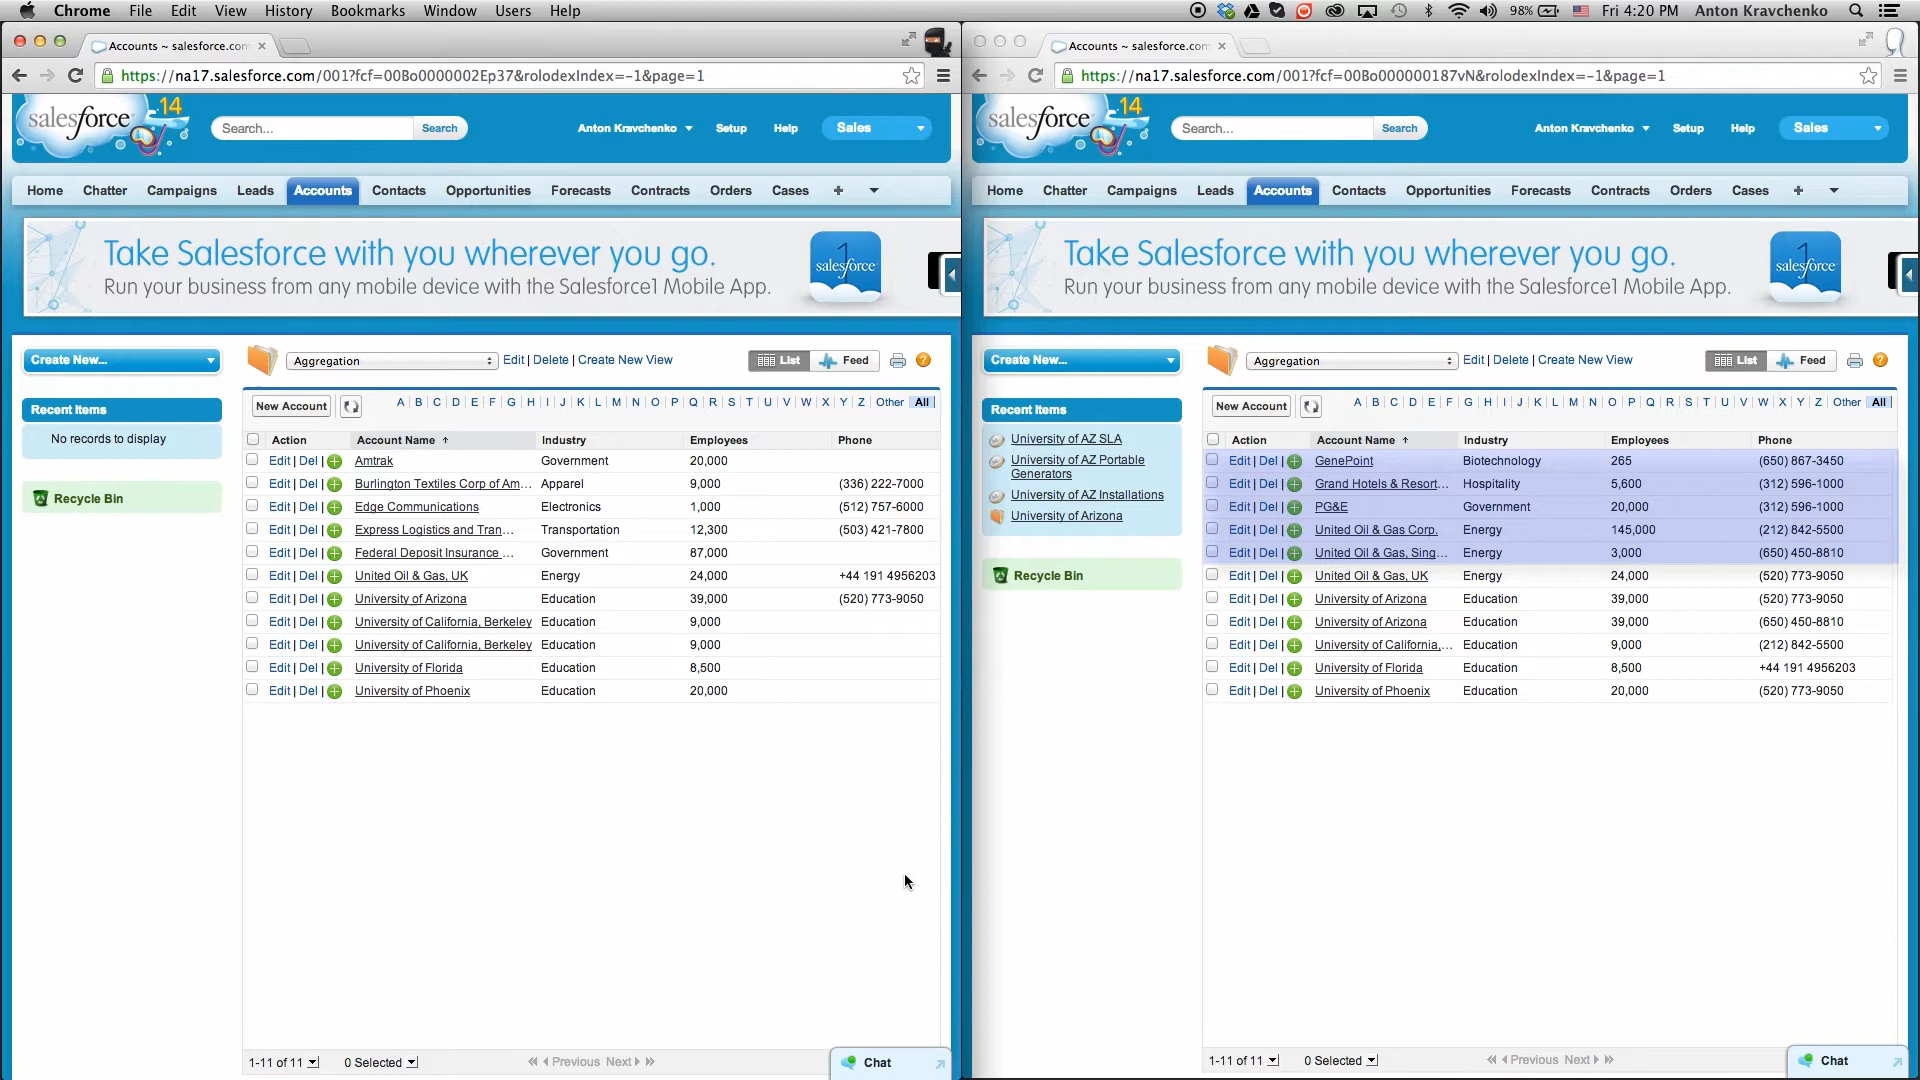 Chrome File Edit View History Bookmarks Window Users Help 98% Fri 4:20 PM Anton Kravchenko
Accounts ~ salesforce.com
https://na17.salesforce.com/001?fcf=00Bo0000002Ep37&rolodexIndex=-1&page=1
salesforce 14 Search... Search Anton Kravchenko Setup Help Sales
Home Chatter Campaigns Leads Accounts Contacts Opportunities Forecasts Contracts Orders Cases +
Take Salesforce with you wherever you go.
Run your business from any mobile device with the Salesforce1 Mobile App.
1
salesforce
Create New...
Recent Items
No records to display
Recycle Bin
Aggregation Edit | Delete | Create New View List Feed ?
New Account A B C D E F G H I J K L M N O P Q R S T U V W X Y Z Other All
Action Account Name Industry Employees Phone
Edit | Del | Amtrak Government 20,000
Edit | Del | Burlington Textiles Corp of Am... Apparel 9,000 (336) 222-7000
Edit | Del | Edge Communications Electronics 1,000 (512) 757-6000
Edit | Del | Express Logistics and Tran... Transportation 12,300 (503) 421-7800
Edit | Del | Federal Deposit Insurance ... Government 87,000
Edit | Del | United Oil & Gas, UK Energy 24,000 +44 191 4956203
Edit | Del | University of Arizona Education 39,000 (520) 773-9050
Edit | Del | University of California, Berkeley Education 9,000
Edit | Del | University of California, Berkeley Education 9,000
Edit | Del | University of Florida Education 8,500
Edit | Del | University of Phoenix Education 20,000
1-11 of 11 0 Selected Previous Next Chat
Accounts ~ salesforce.com
https://na17.salesforce.com/001?fcf=00Bo000000187vN&rolodexIndex=-1&page=1
salesforce 14 Search... Search Anton Kravchenko Setup Help Sales
Home Chatter Campaigns Leads Accounts Contacts Opportunities Forecasts Contracts Orders Cases +
Take Salesforce with you wherever you go.
Run your business from any mobile device with the Salesforce1 Mobile App.
1
salesforce
Create New...
Recent Items
University of AZ SLA
University of AZ Portable
Generators
University of AZ Installations
University of Arizona
Recycle Bin
Aggregation Edit | Delete | Create New View List Feed ?
New Account A B C D E F G H I J K L M N O P Q R S T U V W X Y Z Other All
Action Account Name Industry Employees Phone
Edit | Del | GenePoint Biotechnology 265 (650) 867-3450
Edit | Del | Grand Hotels & Resort... Hospitality 5,600 (312) 596-1000
Edit | Del | PG&E Government 20,000 (312) 596-1000
Edit | Del | United Oil & Gas Corp. Energy 145,000 (212) 842-5500
Edit | Del | United Oil & Gas, Sing... Energy 3,000 (650) 450-8810
Edit | Del | United Oil & Gas, UK Energy 24,000 (520) 773-9050
Edit | Del | University of Arizona Education 39,000 (520) 773-9050
Edit | Del | University of Arizona Education 39,000 (650) 450-8810
Edit | Del | University of California,... Education 9,000 (212) 842-5500
Edit | Del | University of Florida Education 8,500 +44 191 4956203
Edit | Del | University of Phoenix Education 20,000 (520) 773-9050
1-11 of 11 0 Selected Previous Next Chat